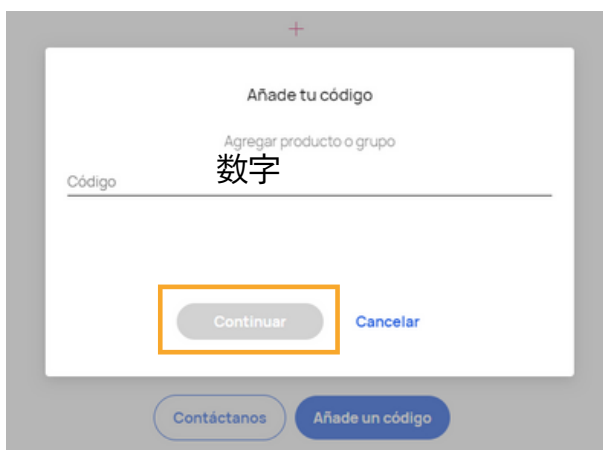 Añade tu código
Agregar producto o grupo
数字
Código
Continuar Cancelar
Contáctanos Añade un código